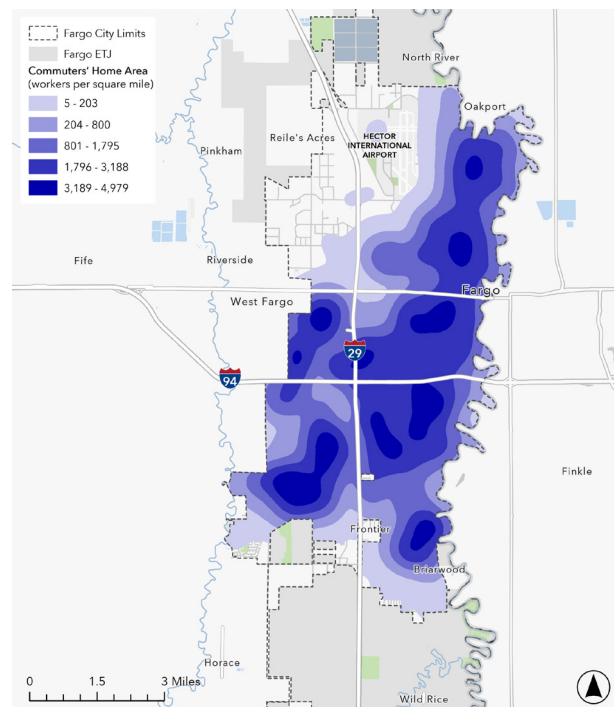 Fargo City Limits
Fargo ETJ
Commuters' Home Area
(workers per square mile)
5 - 203
204 - 800
801 - 1,795
1,796 - 3,188
3,189 - 4,979
North River
Oakport
Reile's Acres
HECTOR
INTERNATIONAL
AIRPORT
Pinkham
Fife
Riverside
West Fargo
Fargo
29
94
Finkle
Frontier
Briarwood
Horace
Wild Rice
0 1.5 3 Miles